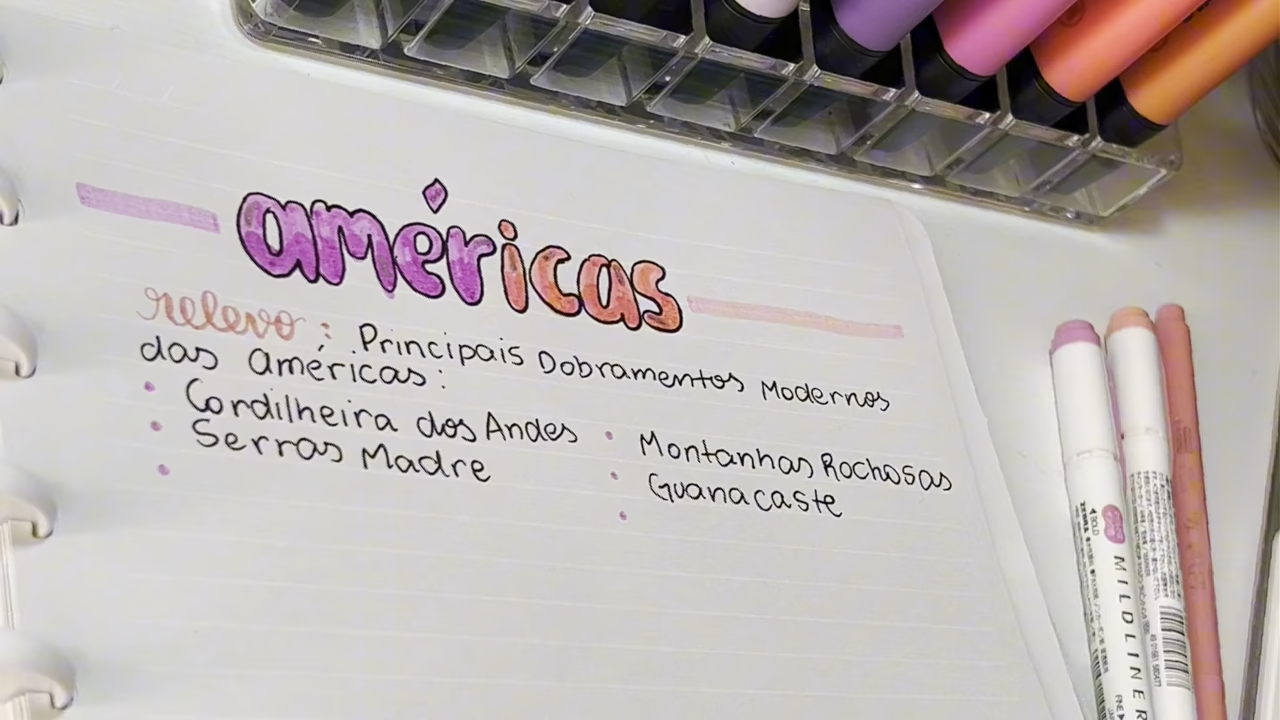 américas
relevo: Principais Dobramentos Modernos
das américas:
• Cordilheira dos Andes
• Serras Madre
•
• Montanhas Rochosas
• Guanacaste
•
MILDLINER